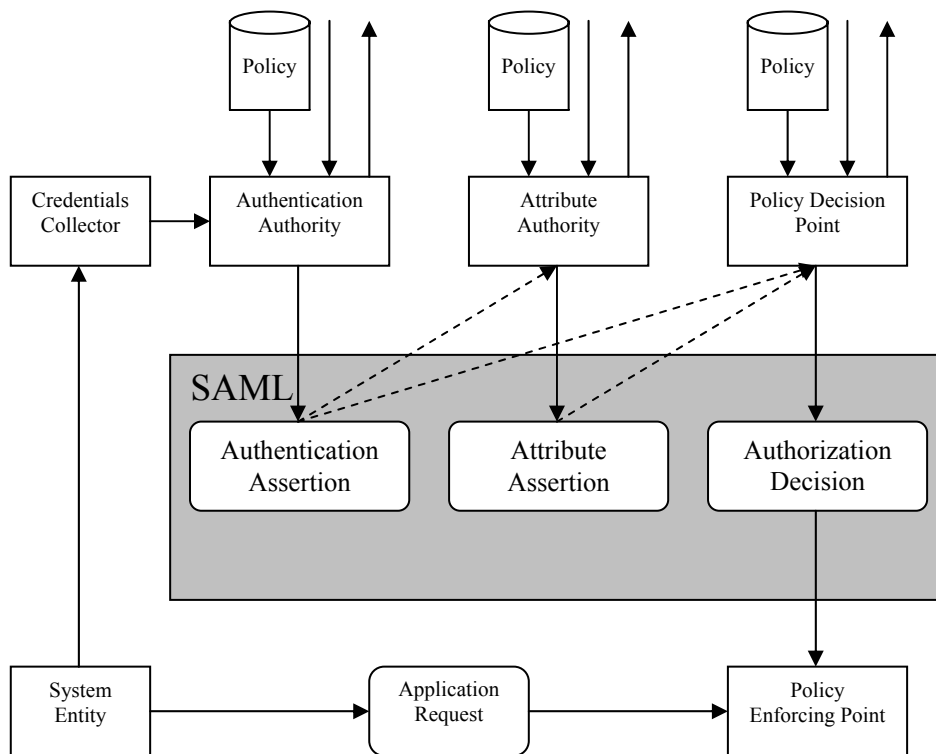 Policy
Policy
Policy
Credentials
Collector
Authentication
Authority
Attribute
Authority
Policy Decision
Point
SAML
Authentication
Assertion
Attribute
Assertion
Authorization
Decision
System
Entity
Application
Request
Policy
Enforcing Point